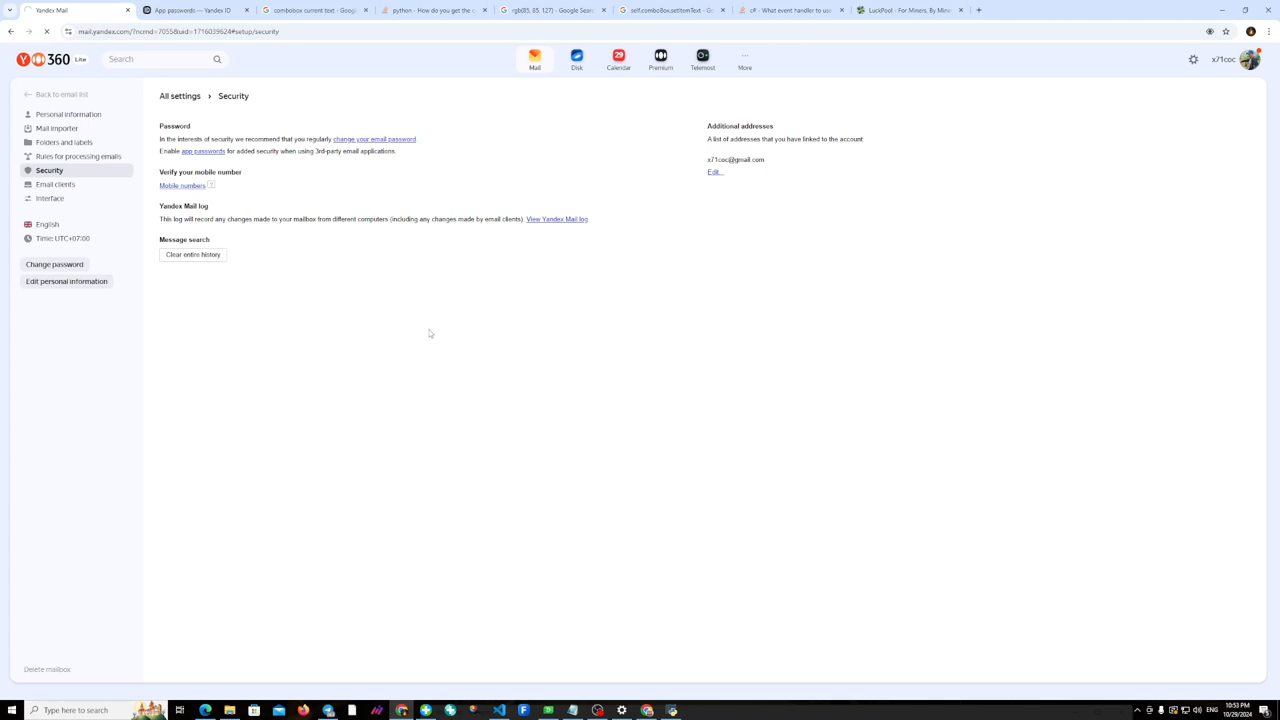 Yandex Mail
App passwords — Yandex ID
combobox current text - Googl
python - How do you get the c
rgb(85, 85, 127) - Google Sear
self.comboBox.setItemText - Go
c# - What event handler to use
LuckPool - For Miners, By Mine
mail.yandex.com/?ncrnd=7055&uid=1716039624#setup/security
Y 360 Lite
Search
Mail
Disk
29
Calendar
Premium
Telemost
More
x71coc
Back to email list
Personal information
Mail importer
Folders and labels
Rules for processing emails
Security
Email clients
Interface
English
Time: UTC+07:00
Change password
Edit personal information
Delete mailbox
All settings › Security
Password
In the interests of security we recommend that you regularly change your email password.
Enable app passwords for added security when using 3rd-party email applications.
Verify your mobile number
Mobile numbers
Yandex Mail log
This log will record any changes made to your mailbox from different computers (including any changes made by email clients). View Yandex Mail log
Message search
Clear entire history
Additional addresses
A list of addresses that you have linked to the account:
x71coc@gmail.com
Edit...
Type here to search
ENG
10:53 PM
10/29/2024